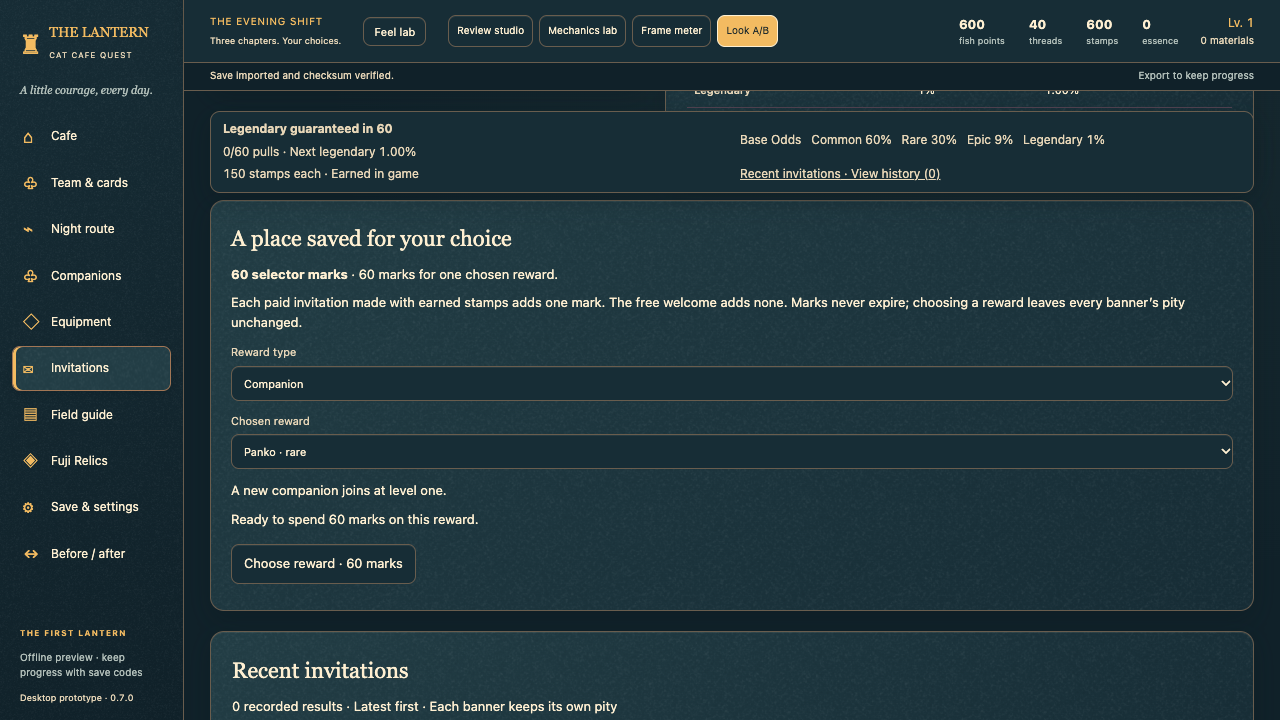 THE LANTERN
CAT CAFE QUEST
A little courage, every day.
Cafe
Team & cards
Night route
Companions
Equipment
Invitations
Field guide
Fuji Relics
Save & settings
Before / after
THE FIRST LANTERN
Offline preview · keep
progress with save codes
Desktop prototype · 0.7.0
THE EVENING SHIFT
Three chapters. Your choices.
Feel lab
Review studio
Mechanics lab
Frame meter
Look A/B
600
fish points
40
threads
600
stamps
0
essence
Lv. 1
0 materials
Save imported and checksum verified.
Export to keep progress
Legendary 1% 1.00%
Legendary guaranteed in 60
0/60 pulls · Next legendary 1.00%
150 stamps each · Earned in game
Base Odds Common 60% Rare 30% Epic 9% Legendary 1%
Recent invitations · View history (0)
A place saved for your choice
60 selector marks · 60 marks for one chosen reward.
Each paid invitation made with earned stamps adds one mark. The free welcome adds none. Marks never expire; choosing a reward leaves every banner’s pity
unchanged.
Reward type
Companion
Chosen reward
Panko · rare
A new companion joins at level one.
Ready to spend 60 marks on this reward.
Choose reward · 60 marks
Recent invitations
0 recorded results · Latest first · Each banner keeps its own pity